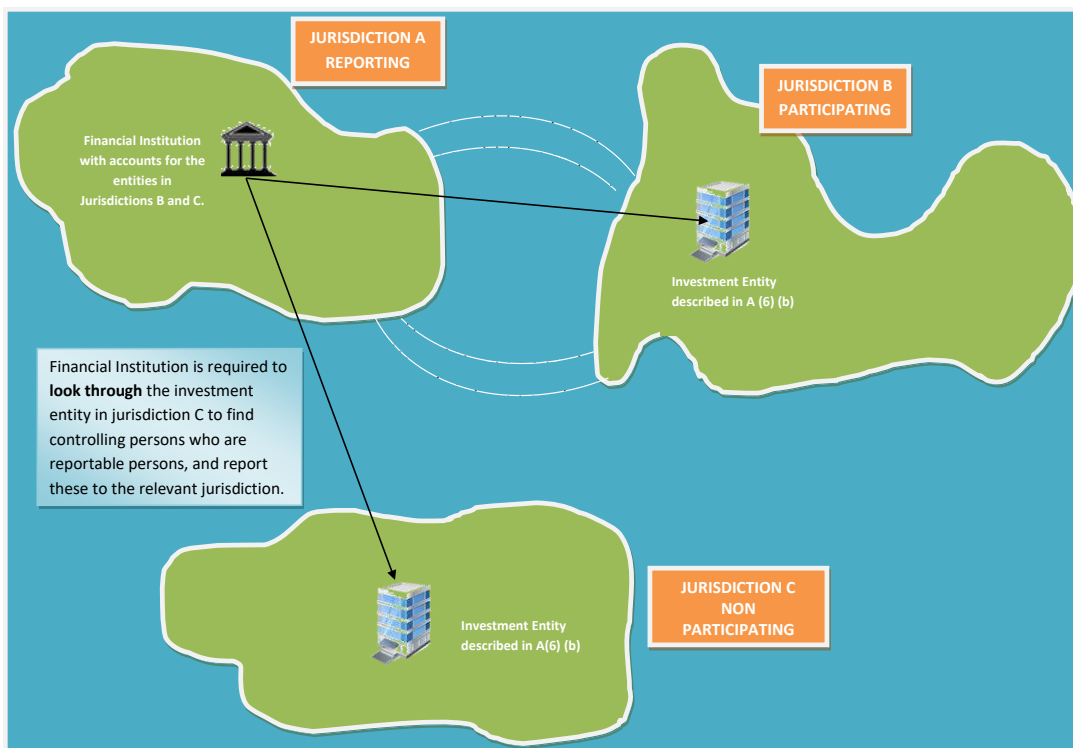 JURISDICTION A
REPORTING
JURISDICTION B
PARTICIPATING
Financial Institution
with accounts for the
entities in
Jurisdictions B and C.
Investment Entity
described in A (6) (b)
Financial Institution is required to
look through the investment
entity in jurisdiction C to find
controlling persons who are
reportable persons, and report
these to the relevant jurisdiction.
JURISDICTION C
NON
PARTICIPATING
Investment Entity
described in A(6) (b)